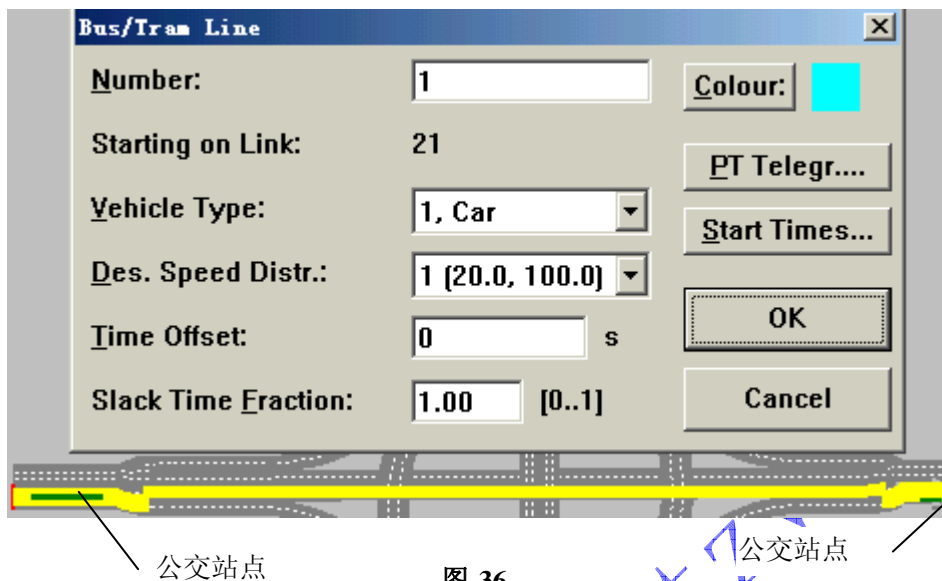 Bus/Tram Line
Number: 1 Colour:
Starting on Link: 21
PT Telegr....
Vehicle Type: 1, Car
Start Times...
Des. Speed Distr.: 1 (20.0, 100.0)
OK
Time Offset: 0 s
Slack Time Fraction: 1.00 [0..1] Cancel
公交站点
公交站点
图 36